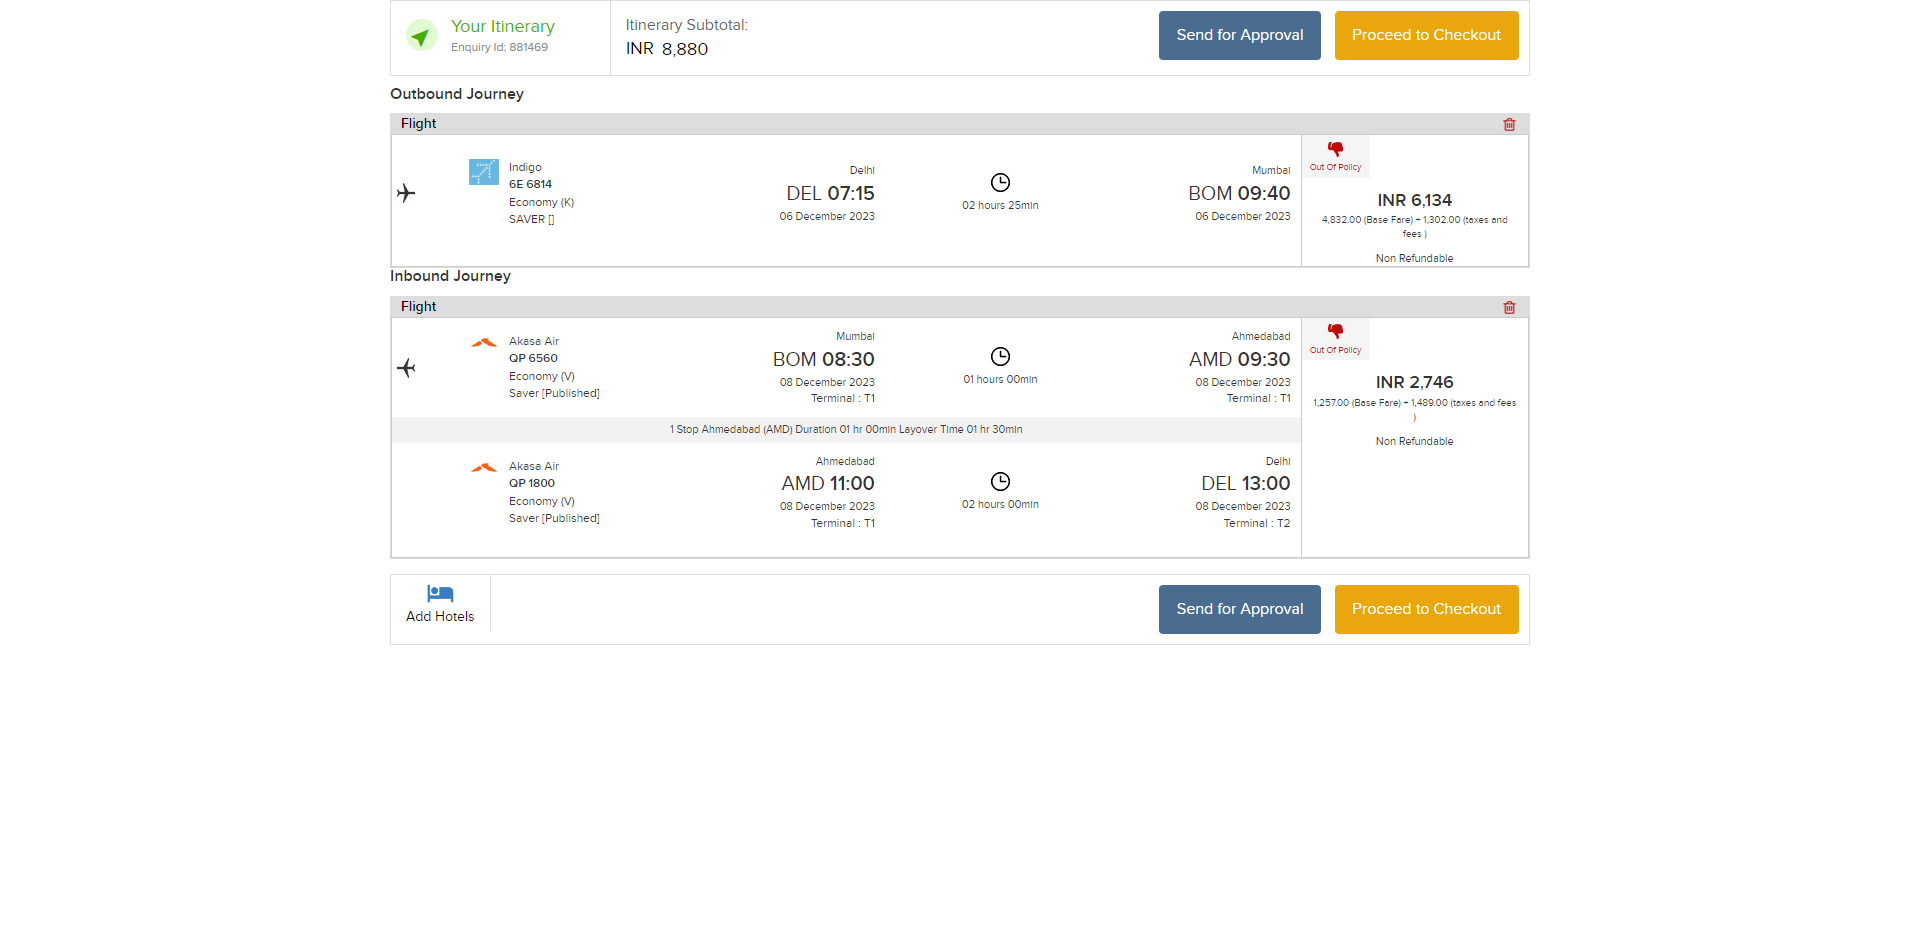 Your Itinerary
Enquiry Id: 881469
Itinerary Subtotal:
INR 8,880
Send for Approval
Proceed to Checkout
Outbound Journey
Flight
Indigo
6E 6814
Economy (K)
SAVER []
Delhi
DEL 07:15
06 December 2023
02 hours 25min
Mumbai
BOM 09:40
06 December 2023
Out Of Policy
INR 6,134
4,832.00 (Base Fare) + 1,302.00 (taxes and
fees )
Non Refundable
Inbound Journey
Flight
Akasa Air
QP 6560
Economy (V)
Saver [Published]
Mumbai
BOM 08:30
08 December 2023
Terminal : T1
01 hours 00min
Ahmedabad
AMD 09:30
08 December 2023
Terminal : T1
Out Of Policy
INR 2,746
1,257.00 (Base Fare) + 1,489.00 (taxes and fees
)
Non Refundable
1 Stop Ahmedabad (AMD) Duration 01 hr 00min Layover Time 01 hr 30min
Akasa Air
QP 1800
Economy (V)
Saver [Published]
Ahmedabad
AMD 11:00
08 December 2023
Terminal : T1
02 hours 00min
Delhi
DEL 13:00
08 December 2023
Terminal : T2
Add Hotels
Send for Approval
Proceed to Checkout